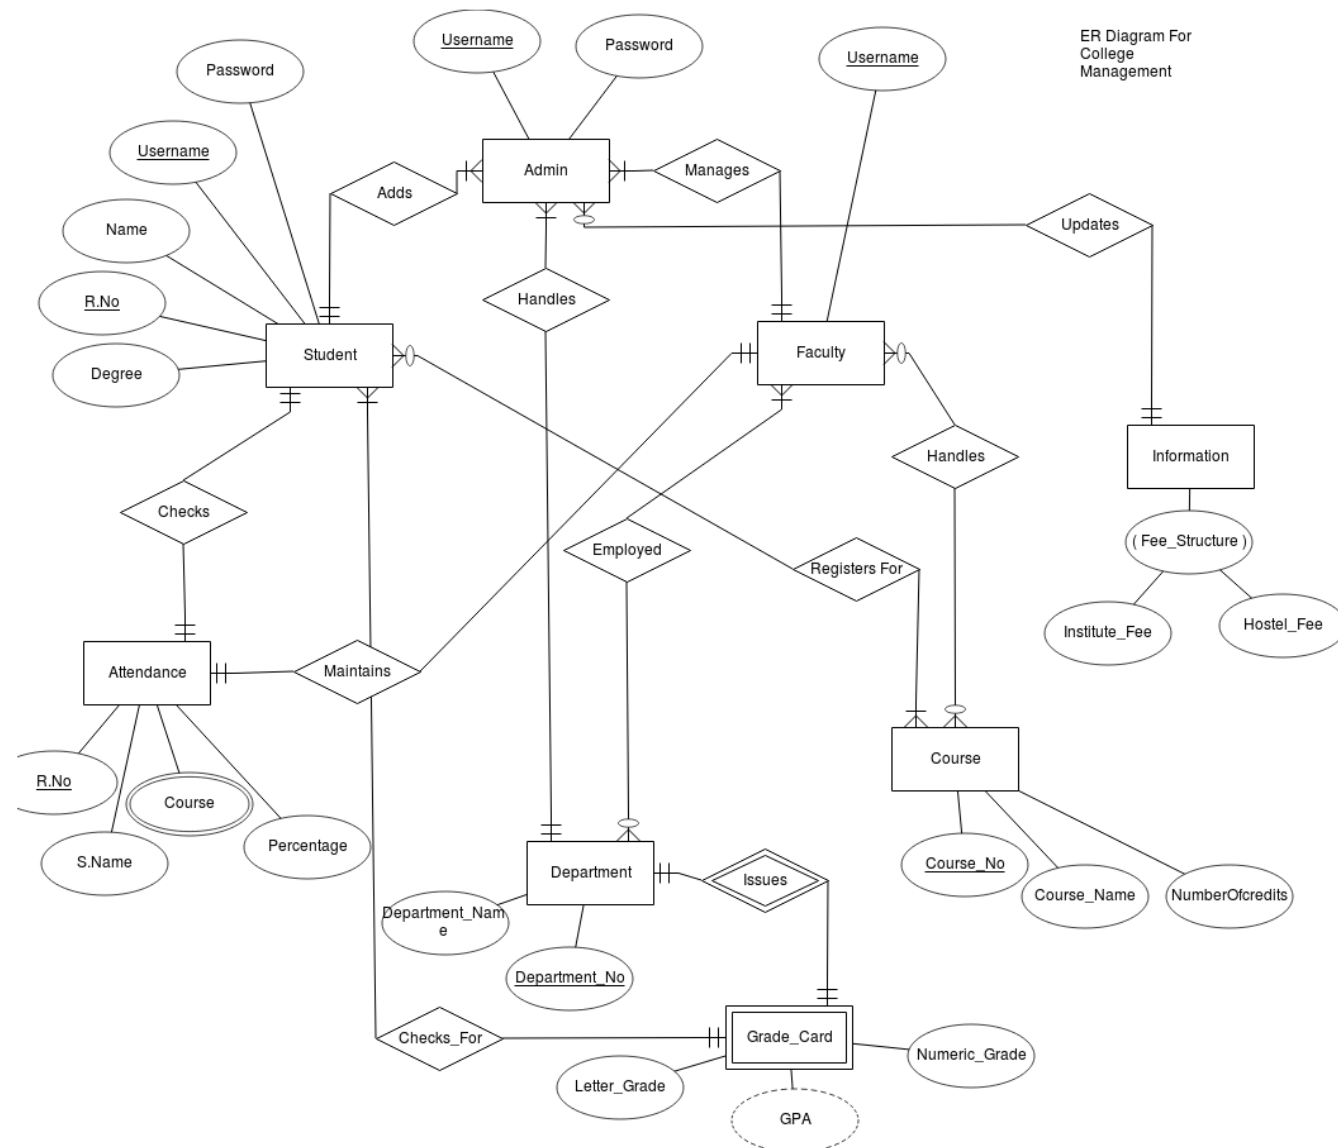 ER Diagram For
College
Management
Username
Password
Username
Password
Username
Admin
Manages
Adds
Name
Updates
R.No
Handles
Student
Faculty
Degree
Handles
Information
Checks
( Fee_Structure )
Employed
Registers For
Institute_Fee
Hostel_Fee
Attendance
Maintains
Course
R.No
Course
S.Name
Percentage
Department
Issues
Course_No
Course_Name
NumberOfcredits
Department_Nam
e
Department_No
Checks_For
Grade_Card
Numeric_Grade
Letter_Grade
GPA